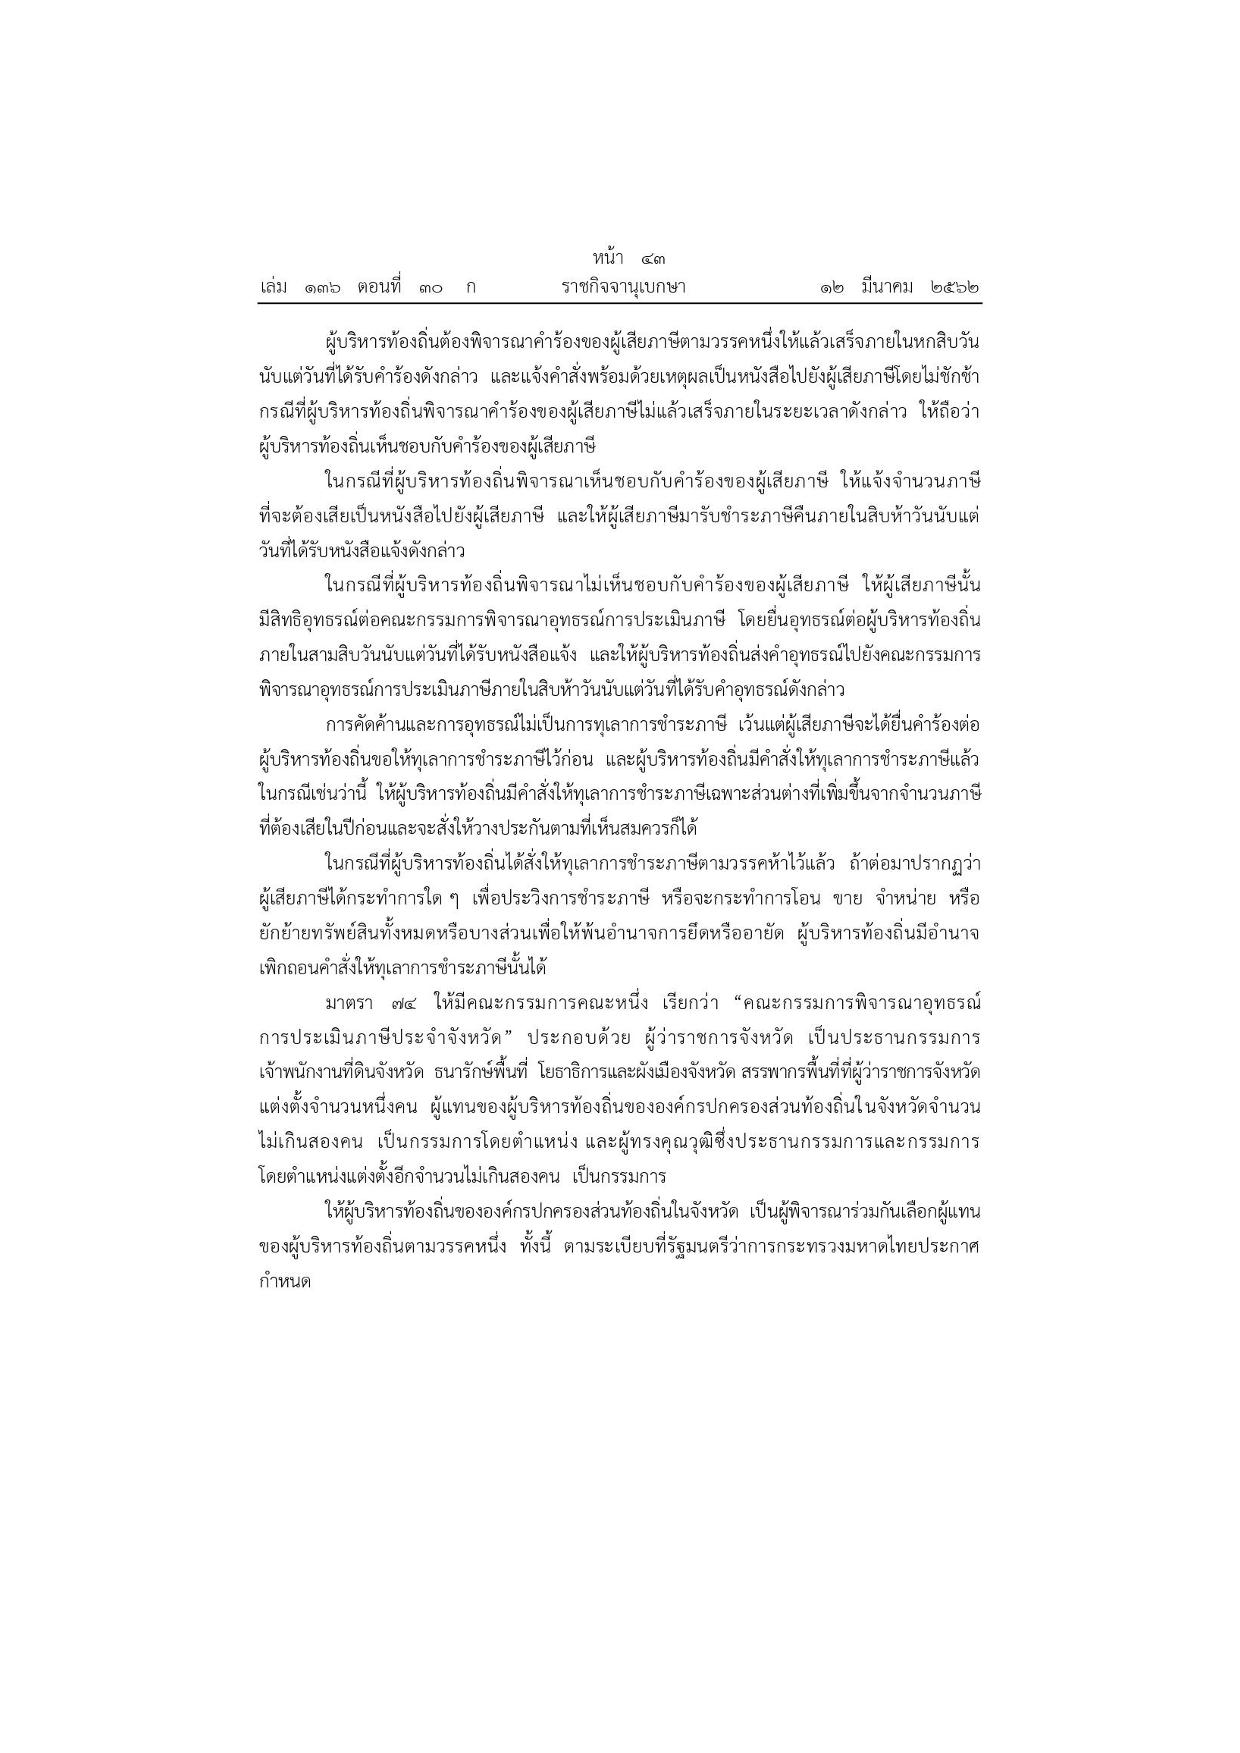 หน้า ๔๓
เล่ม ๑๓๖ ตอนที่ ๓๐ ก ราชกิจจานุเบกษา ๑๒ มีนาคม ๒๕๖๒
ผู้บริหารท้องถิ่นต้องพิจารณาคำร้องของผู้เสียภาษีตามวรรคหนึ่งให้แล้วเสร็จภายในหกสิบวัน
นับแต่วันที่ได้รับคำร้องดังกล่าว และแจ้งคำสั่งพร้อมด้วยเหตุผลเป็นหนังสือไปยังผู้เสียภาษีโดยไม่ชักช้า
กรณีที่ผู้บริหารท้องถิ่นพิจารณาคำร้องของผู้เสียภาษีไม่แล้วเสร็จภายในระยะเวลาดังกล่าว ให้ถือว่า
ผู้บริหารท้องถิ่นเห็นชอบกับคำร้องของผู้เสียภาษี
ในกรณีที่ผู้บริหารท้องถิ่นพิจารณาเห็นชอบกับคำร้องของผู้เสียภาษี ให้แจ้งจำนวนภาษี
ที่จะต้องเสียเป็นหนังสือไปยังผู้เสียภาษี และให้ผู้เสียภาษีมารับชำระภาษีคืนภายในสิบห้าวันนับแต่
วันที่ได้รับหนังสือแจ้งดังกล่าว
ในกรณีที่ผู้บริหารท้องถิ่นพิจารณาไม่เห็นชอบกับคำร้องของผู้เสียภาษี ให้ผู้เสียภาษีนั้น
มีสิทธิอุทธรณ์ต่อคณะกรรมการพิจารณาอุทธรณ์การประเมินภาษี โดยยื่นอุทธรณ์ต่อผู้บริหารท้องถิ่น
ภายในสามสิบวันนับแต่วันที่ได้รับหนังสือแจ้ง และให้ผู้บริหารท้องถิ่นส่งคำอุทธรณ์ไปยังคณะกรรมการ
พิจารณาอุทธรณ์การประเมินภาษีภายในสิบห้าวันนับแต่วันที่ได้รับคำอุทธรณ์ดังกล่าว
การคัดค้านและการอุทธรณ์ไม่เป็นการทุเลาการชำระภาษี เว้นแต่ผู้เสียภาษีจะได้ยื่นคำร้องต่อ
ผู้บริหารท้องถิ่นขอให้ทุเลาการชำระภาษีไว้ก่อน และผู้บริหารท้องถิ่นมีคำสั่งให้ทุเลาการชำระภาษีแล้ว
ในกรณีเช่นว่านี้ ให้ผู้บริหารท้องถิ่นมีคำสั่งให้ทุเลาการชำระภาษีเฉพาะส่วนต่างที่เพิ่มขึ้นจากจำนวนภาษี
ที่ต้องเสียในปีก่อนและจะสั่งให้วางประกันตามที่เห็นสมควรก็ได้
ในกรณีที่ผู้บริหารท้องถิ่นได้สั่งให้ทุเลาการชำระภาษีตามวรรคห้าไว้แล้ว ถ้าต่อมาปรากฏว่า
ผู้เสียภาษีได้กระทำการใด ๆ เพื่อประวิงการชำระภาษี หรือจะกระทำการโอน ขาย จำหน่าย หรือ
ยักย้ายทรัพย์สินทั้งหมดหรือบางส่วนเพื่อให้พ้นอำนาจการยึดหรืออายัด ผู้บริหารท้องถิ่นมีอำนาจ
เพิกถอนคำสั่งให้ทุเลาการชำระภาษีนั้นได้
มาตรา ๗๔ ให้มีคณะกรรมการคณะหนึ่ง เรียกว่า “คณะกรรมการพิจารณาอุทธรณ์
การประเมินภาษีประจำจังหวัด” ประกอบด้วย ผู้ว่าราชการจังหวัด เป็นประธานกรรมการ
เจ้าพนักงานที่ดินจังหวัด ธนารักษ์พื้นที่ โยธาธิการและผังเมืองจังหวัด สรรพากรพื้นที่ที่ผู้ว่าราชการจังหวัด
แต่งตั้งจำนวนหนึ่งคน ผู้แทนของผู้บริหารท้องถิ่นขององค์กรปกครองส่วนท้องถิ่นในจังหวัดจำนวน
ไม่เกินสองคน เป็นกรรมการโดยตำแหน่ง และผู้ทรงคุณวุฒิซึ่งประธานกรรมการและกรรมการ
โดยตำแหน่งแต่งตั้งอีกจำนวนไม่เกินสองคน เป็นกรรมการ
ให้ผู้บริหารท้องถิ่นขององค์กรปกครองส่วนท้องถิ่นในจังหวัด เป็นผู้พิจารณาร่วมกันเลือกผู้แทน
ของผู้บริหารท้องถิ่นตามวรรคหนึ่ง ทั้งนี้ ตามระเบียบที่รัฐมนตรีว่าการกระทรวงมหาดไทยประกาศ
กำหนด